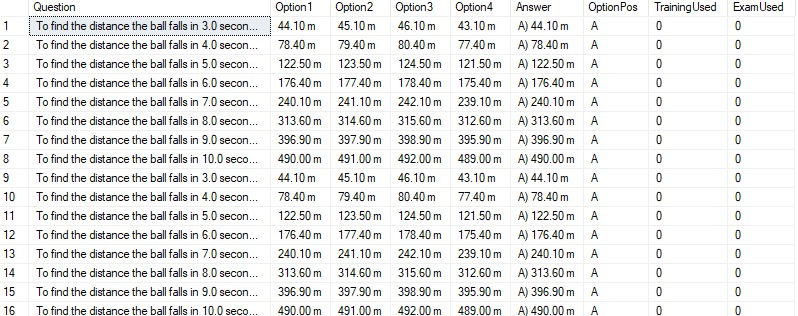 Question Option1 Option2 Option3 Option4 Answer OptionPos TrainingUsed ExamUsed
1 To find the distance the ball falls in 3.0 secon... 44.10 m 45.10 m 46.10 m 43.10 m A) 44.10 m A 0 0
2 To find the distance the ball falls in 4.0 secon... 78.40 m 79.40 m 80.40 m 77.40 m A) 78.40 m A 0 0
3 To find the distance the ball falls in 5.0 secon... 122.50 m 123.50 m 124.50 m 121.50 m A) 122.50 m A 0 0
4 To find the distance the ball falls in 6.0 secon... 176.40 m 177.40 m 178.40 m 175.40 m A) 176.40 m A 0 0
5 To find the distance the ball falls in 7.0 secon... 240.10 m 241.10 m 242.10 m 239.10 m A) 240.10 m A 0 0
6 To find the distance the ball falls in 8.0 secon... 313.60 m 314.60 m 315.60 m 312.60 m A) 313.60 m A 0 0
7 To find the distance the ball falls in 9.0 secon... 396.90 m 397.90 m 398.90 m 395.90 m A) 396.90 m A 0 0
8 To find the distance the ball falls in 10.0 seco... 490.00 m 491.00 m 492.00 m 489.00 m A) 490.00 m A 0 0
9 To find the distance the ball falls in 3.0 secon... 44.10 m 45.10 m 46.10 m 43.10 m A) 44.10 m A 0 0
10 To find the distance the ball falls in 4.0 secon... 78.40 m 79.40 m 80.40 m 77.40 m A) 78.40 m A 0 0
11 To find the distance the ball falls in 5.0 secon... 122.50 m 123.50 m 124.50 m 121.50 m A) 122.50 m A 0 0
12 To find the distance the ball falls in 6.0 secon... 176.40 m 177.40 m 178.40 m 175.40 m A) 176.40 m A 0 0
13 To find the distance the ball falls in 7.0 secon... 240.10 m 241.10 m 242.10 m 239.10 m A) 240.10 m A 0 0
14 To find the distance the ball falls in 8.0 secon... 313.60 m 314.60 m 315.60 m 312.60 m A) 313.60 m A 0 0
15 To find the distance the ball falls in 9.0 secon... 396.90 m 397.90 m 398.90 m 395.90 m A) 396.90 m A 0 0
16 To find the distance the ball falls in 10.0 seco... 490.00 m 491.00 m 492.00 m 489.00 m A) 490.00 m A 0 0